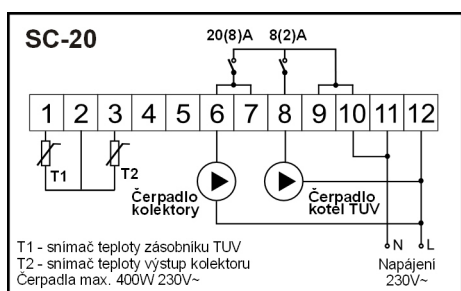 SC-20
20(8)A 8(2)A
1 2 3 4 5 6 7 8 9 10 11 12
T1 T2
Čerpadlo kolektory
Čerpadlo kotel TUV
N L
T1 - snímač teploty zásobníku TUV
T2 - snímač teploty výstup kolektoru
Čerpadla max. 400W 230V~
Napájení
230V~